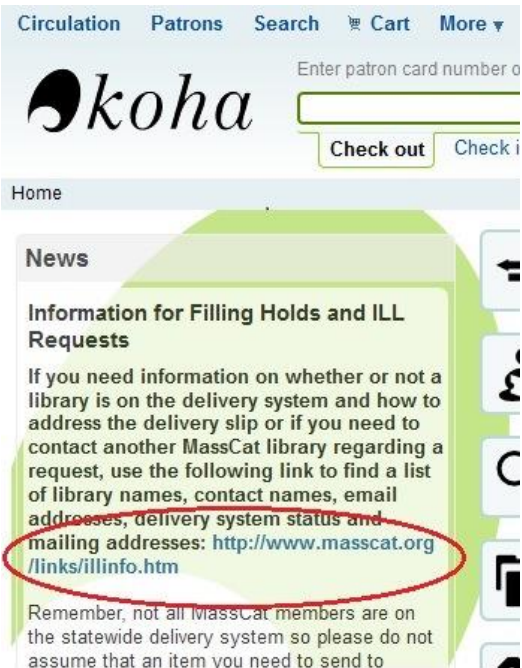 Circulation Patrons Search Cart More
koha
Enter patron card number o
Check out Check i
Home
News
Information for Filling Holds and ILL
Requests
If you need information on whether or not a
library is on the delivery system and how to
address the delivery slip or if you need to
contact another MassCat library regarding a
request, use the following link to find a list
of library names, contact names, email
addresses, delivery system status and
mailing addresses: http://www.masscat.org
/links/illinfo.htm
Remember, not all MassCat members are on
the statewide delivery system so please do not
assume that an item you need to send to